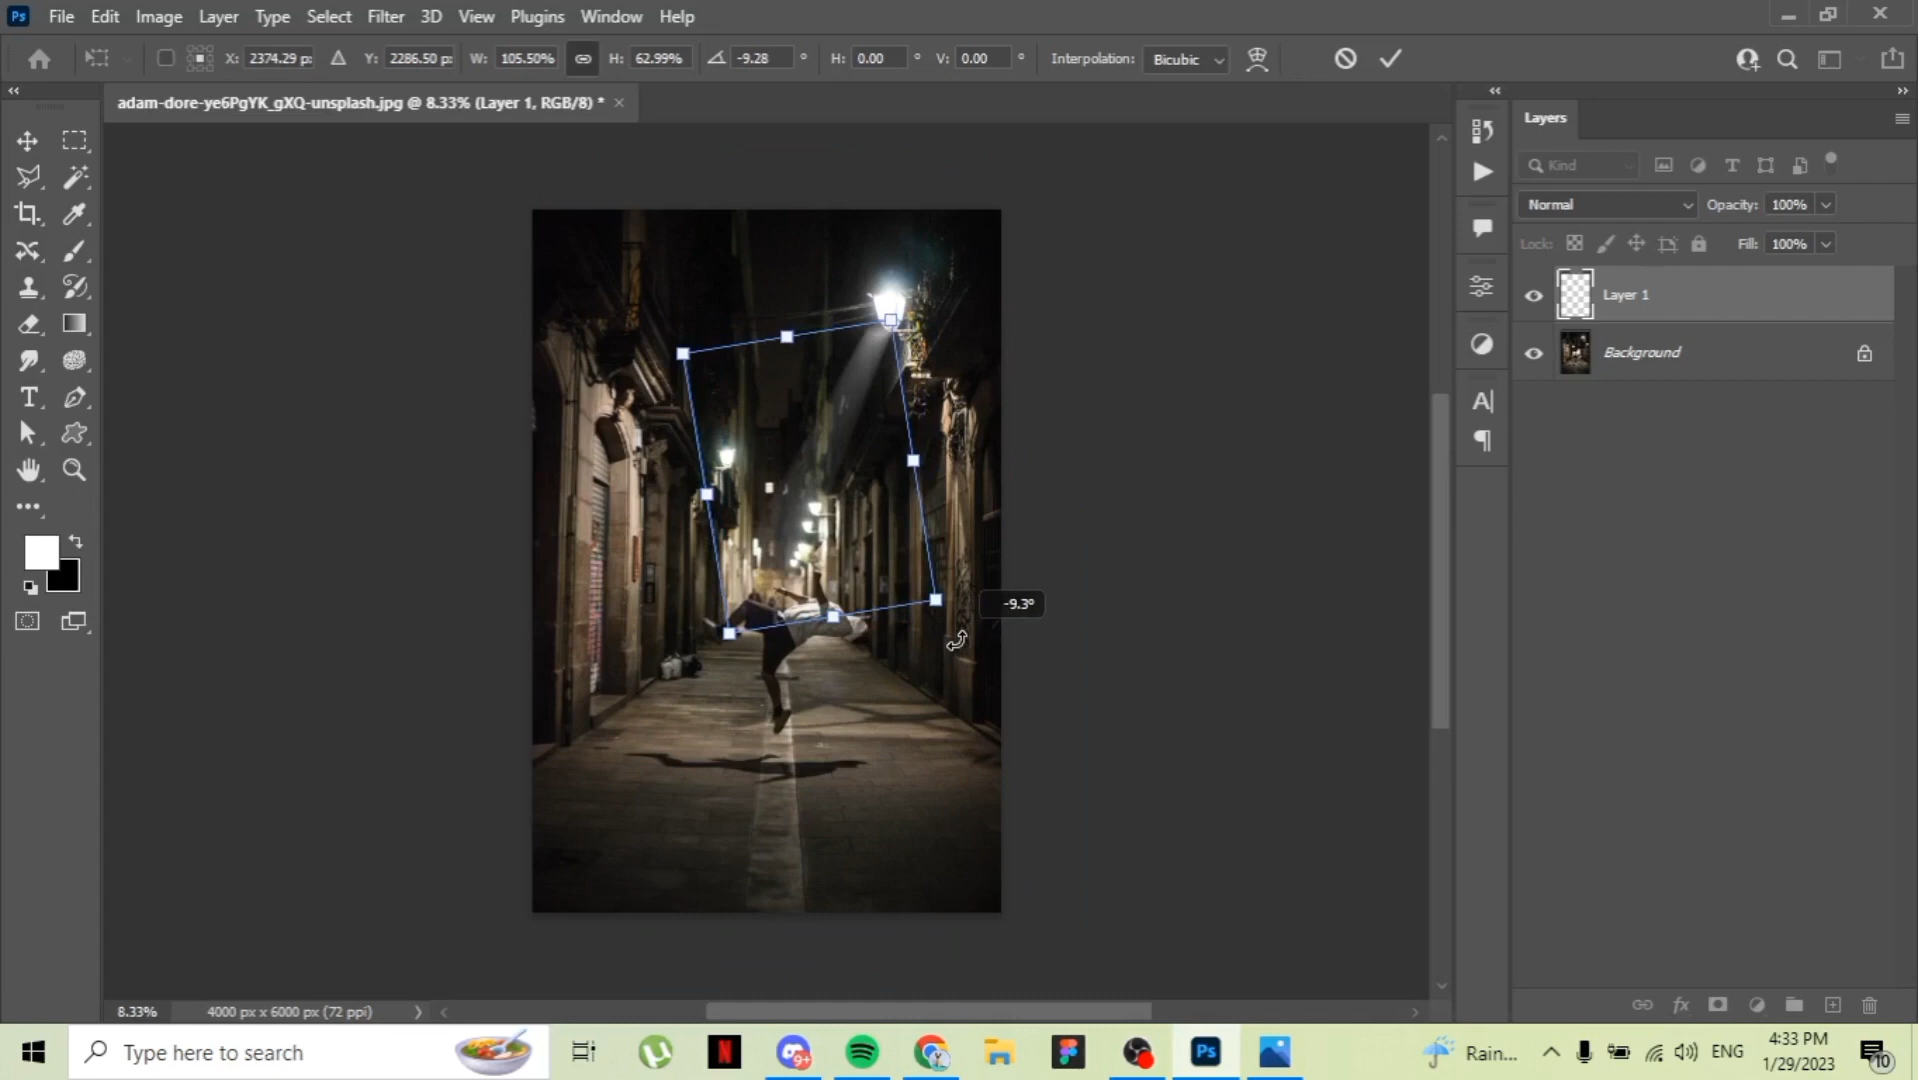 Ps File Edit Image Layer Type Select Filter 3D View Plugins Window Help
X: 2374.29 p: Y: 2286.50 p: W: 105.50% H: 62.99% -9.28 ° H: 0.00 ° V: 0.00 ° Interpolation: Bicubic
adam-dore-ye6PgYK_gXQ-unsplash.jpg @ 8.33% (Layer 1, RGB/8) *
Layers
Kind
Normal Opacity: 100%
Lock: Fill: 100%
Layer 1
Background
-9.3°
8.33% 4000 px x 6000 px (72 ppi)
Type here to search
9+
Ps
Rain...
ENG
4:33 PM
1/29/2023
10